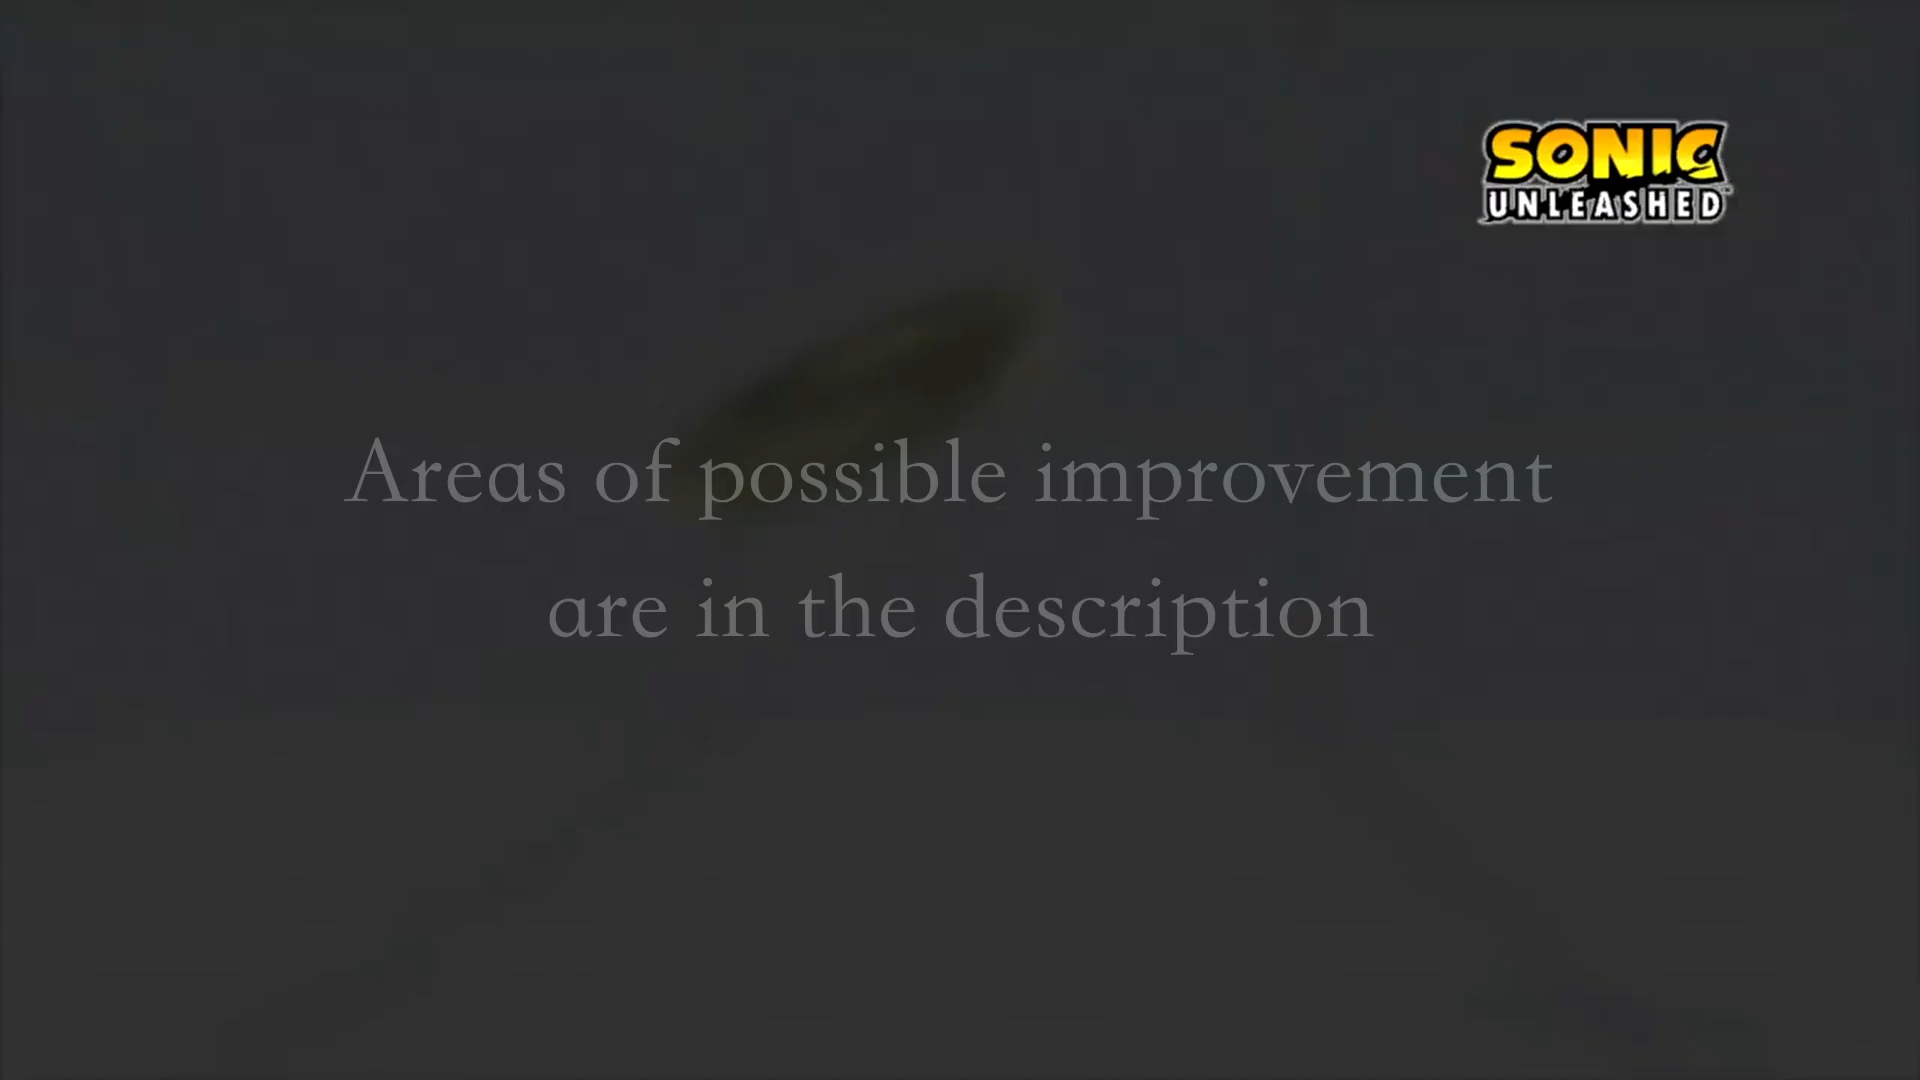 SONIC
UNLEASHED
Areas of possible improvement
are in the description